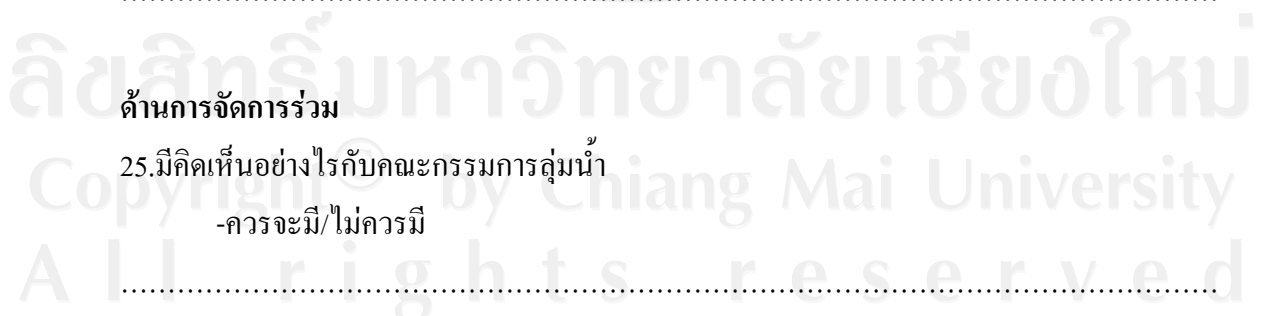 ........................................................................................................................
ด้านการจัดการร่วม
25.มีคิดเห็นอย่างไรกับคณะกรรมการลุ่มน้ำ
-ควรจะมี/ไม่ควรมี
........................................................................................................................
ลิขสิทธิ์มหาวิทยาลัยเชียงใหม่
Copyright© by Chiang Mai University
All rights reserved